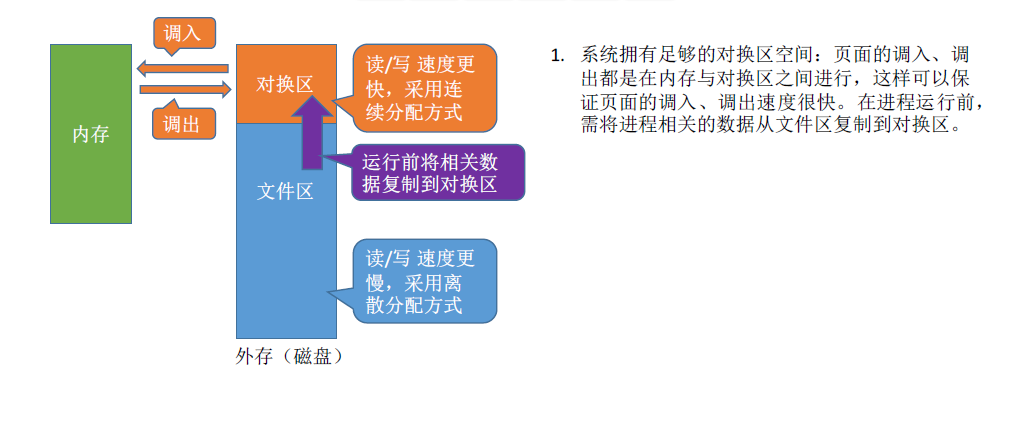 调入
调出
内存
对换区
文件区
读/写 速度更
快，采用连
续分配方式
运行前将相关数
据复制到对换区
读/写 速度更
慢，采用离
散分配方式
外存（磁盘）
1. 系统拥有足够的对换区空间：页面的调入、调
出都是在内存与对换区之间进行，这样可以保
证页面的调入、调出速度很快。在进程运行前，
需将进程相关的数据从文件区复制到对换区。